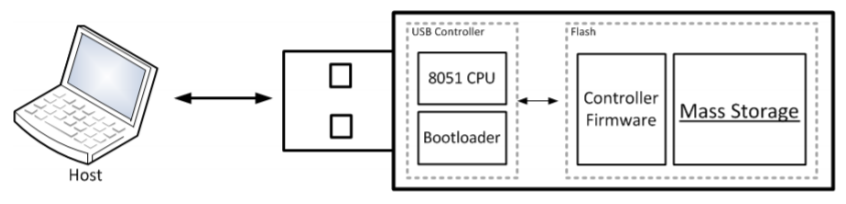 USB Controller
Flash
8051 CPU
Bootloader
Controller
Firmware
Mass Storage
Host